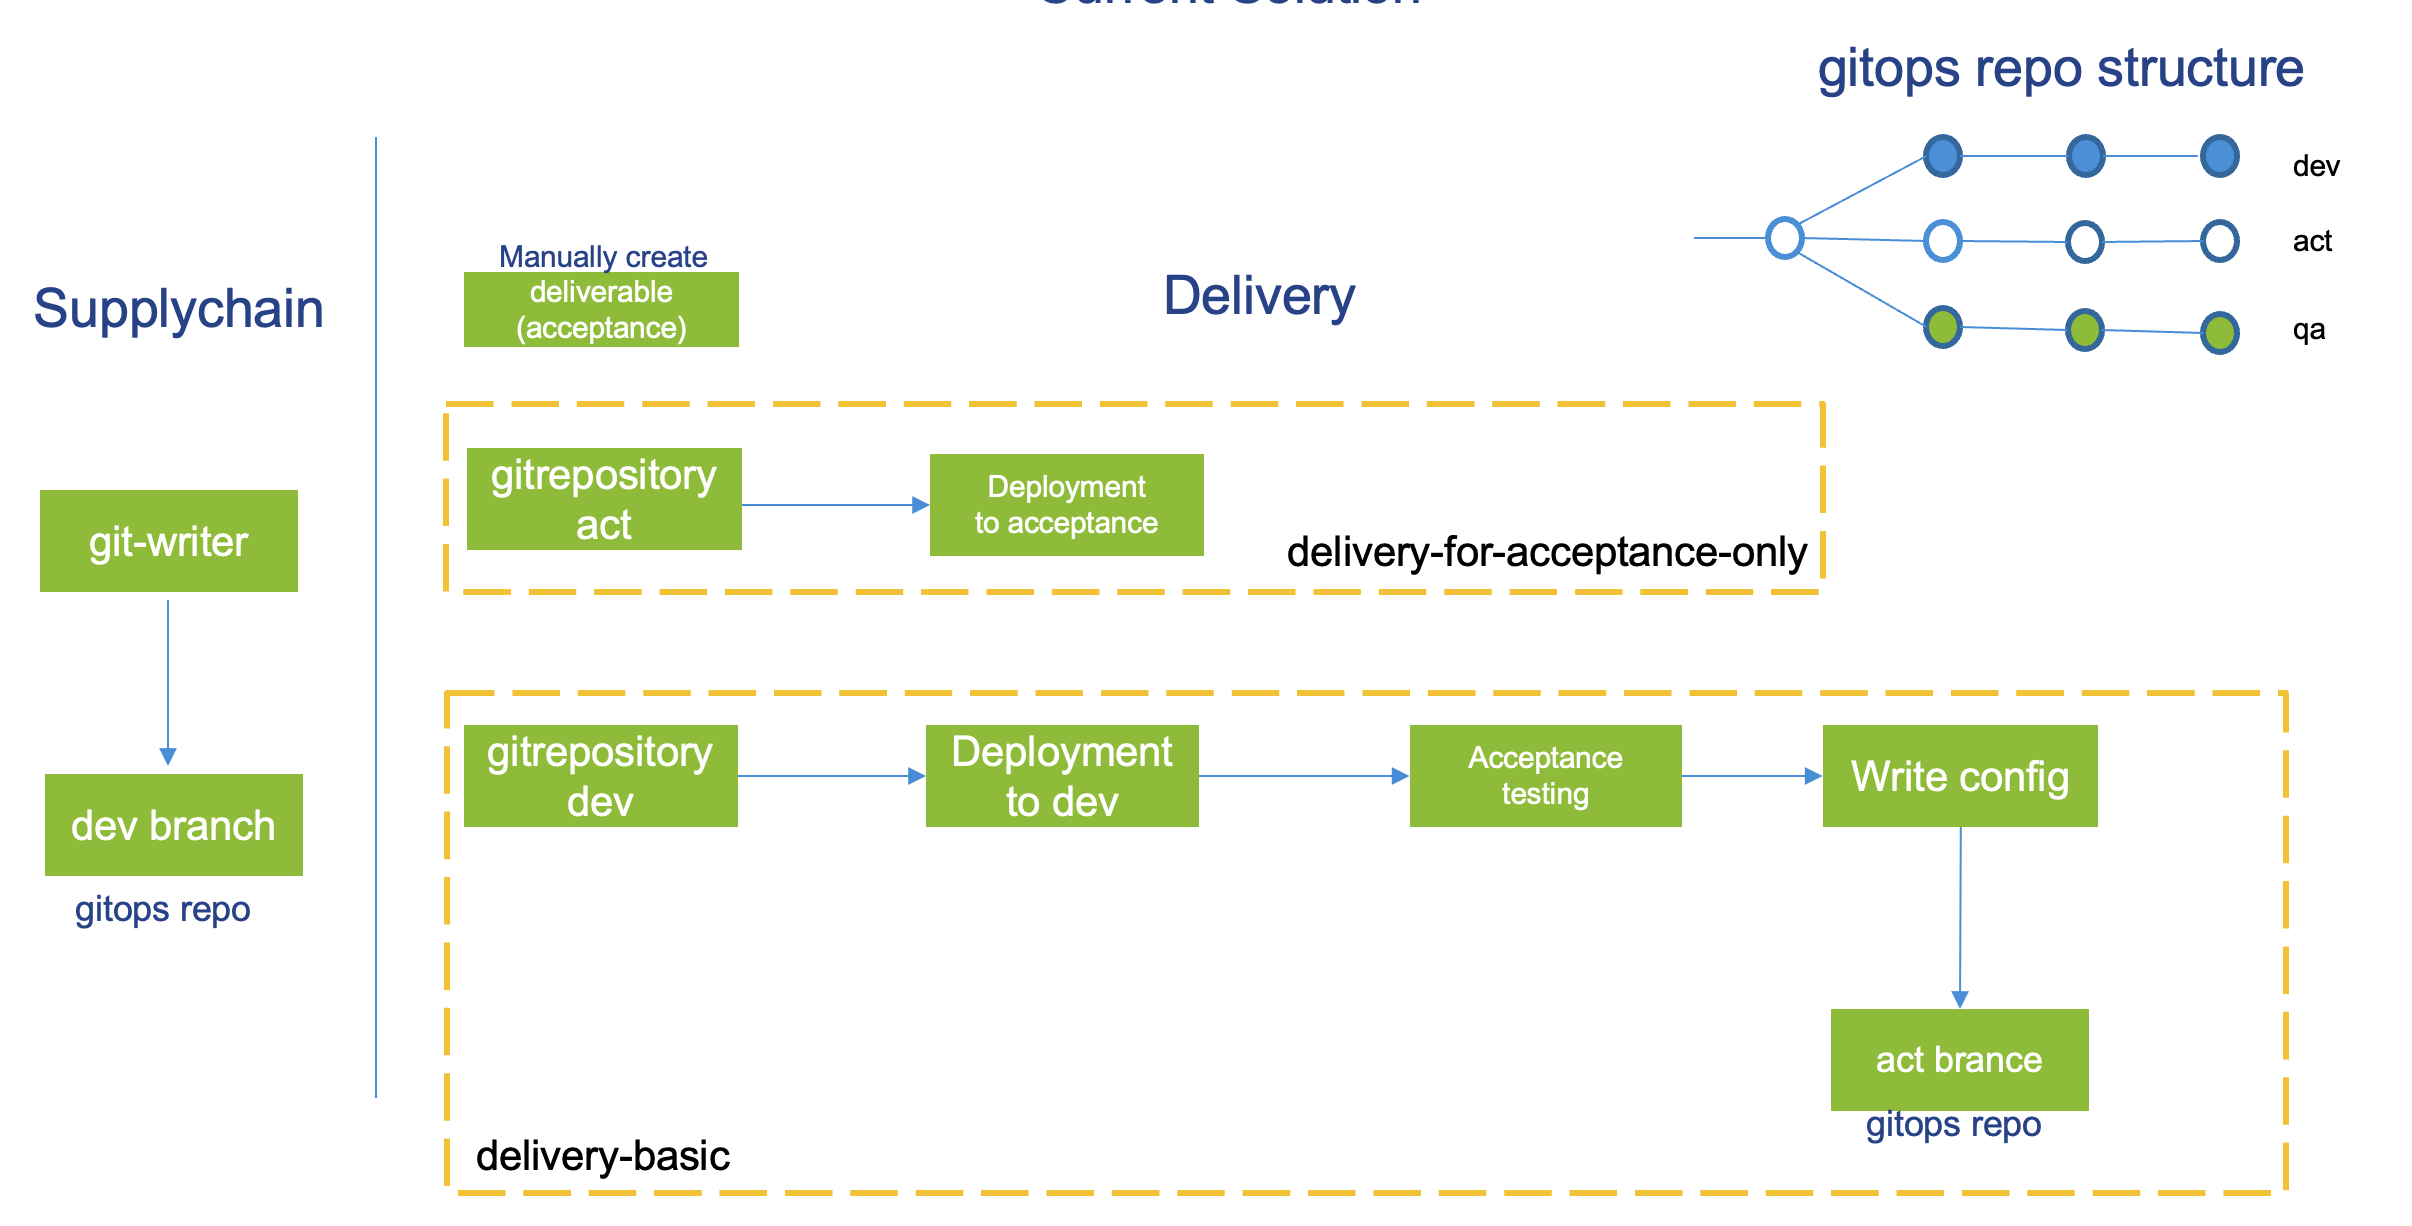 Current Solution
gitops repo structure
dev
act
qa
Supplychain
Manually create
deliverable
(acceptance)
Delivery
gitrepository
act
Deployment
to acceptance
delivery-for-acceptance-only
git-writer
dev branch
gitops repo
gitrepository
dev
Deployment
to dev
Acceptance
testing
Write config
act brance
gitops repo
delivery-basic